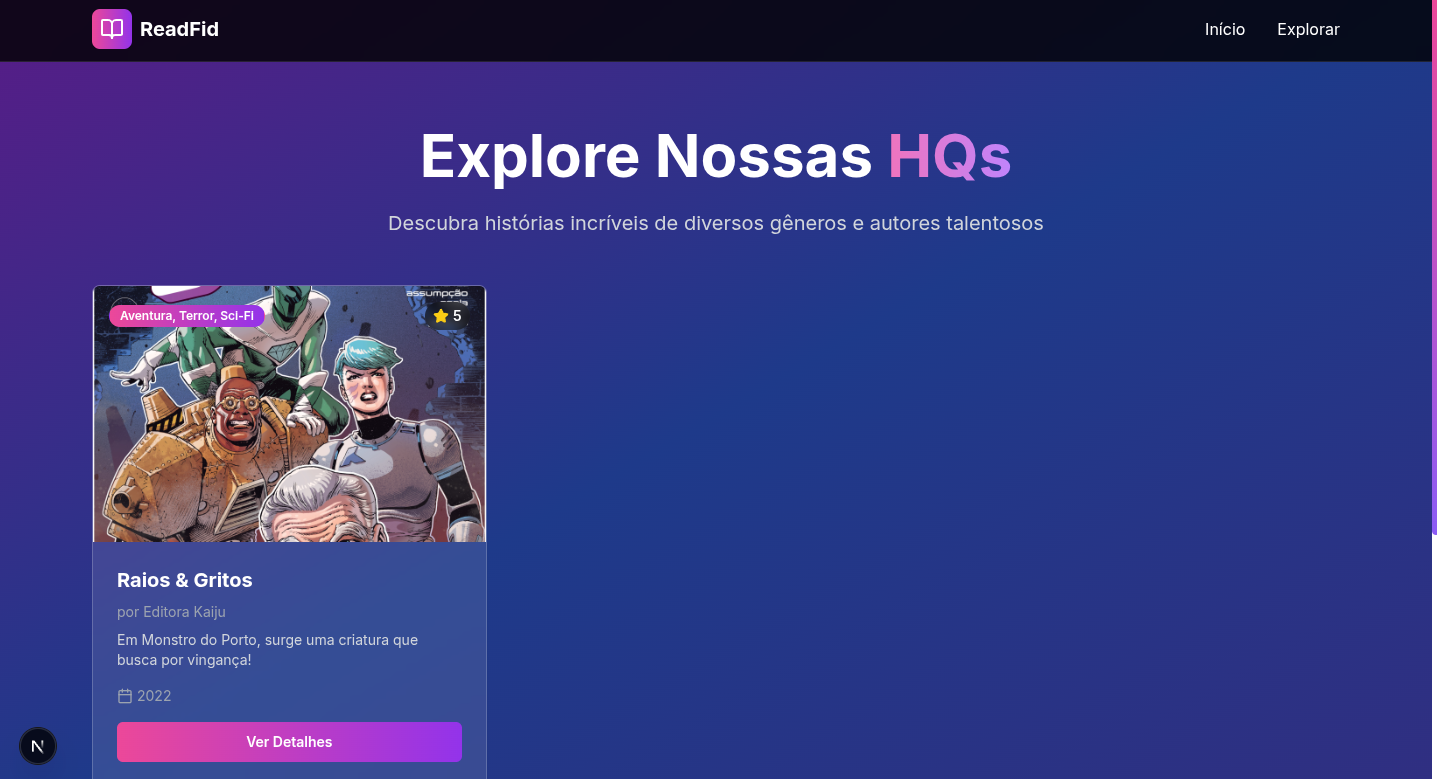 ReadFid
Início
Explorar
Explore Nossas HQs
Descubra histórias incríveis de diversos gêneros e autores talentosos
assumpção
Aventura, Terror, Sci-Fi
5
Raios & Gritos
por Editora Kaiju
Em Monstro do Porto, surge uma criatura que
busca por vingança!
2022
Ver Detalhes
N